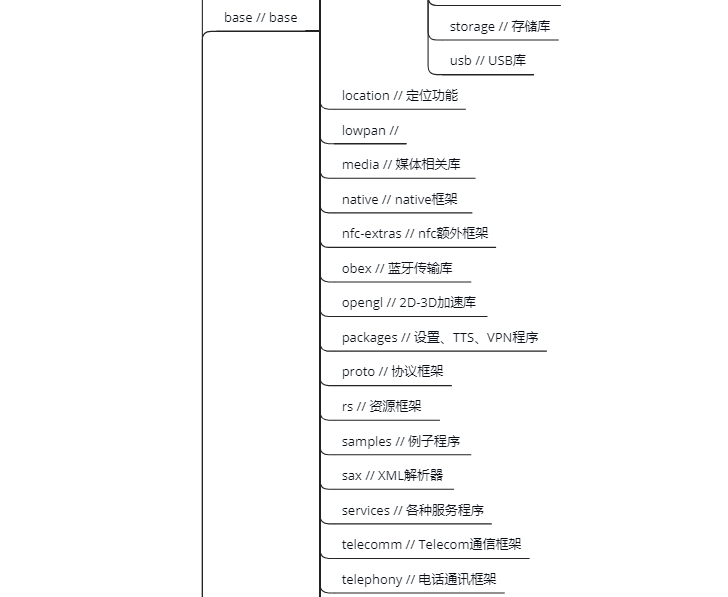 base // base
storage // 存储库
usb // USB库
location // 定位功能
lowpan //
media // 媒体相关库
native // native框架
nfc-extras // nfc额外框架
obex // 蓝牙传输库
opengl // 2D-3D加速库
packages // 设置、TTS、VPN程序
proto // 协议框架
rs // 资源框架
samples // 例子程序
sax // XML解析器
services // 各种服务程序
telecomm // Telecom通信框架
telephony // 电话通讯框架